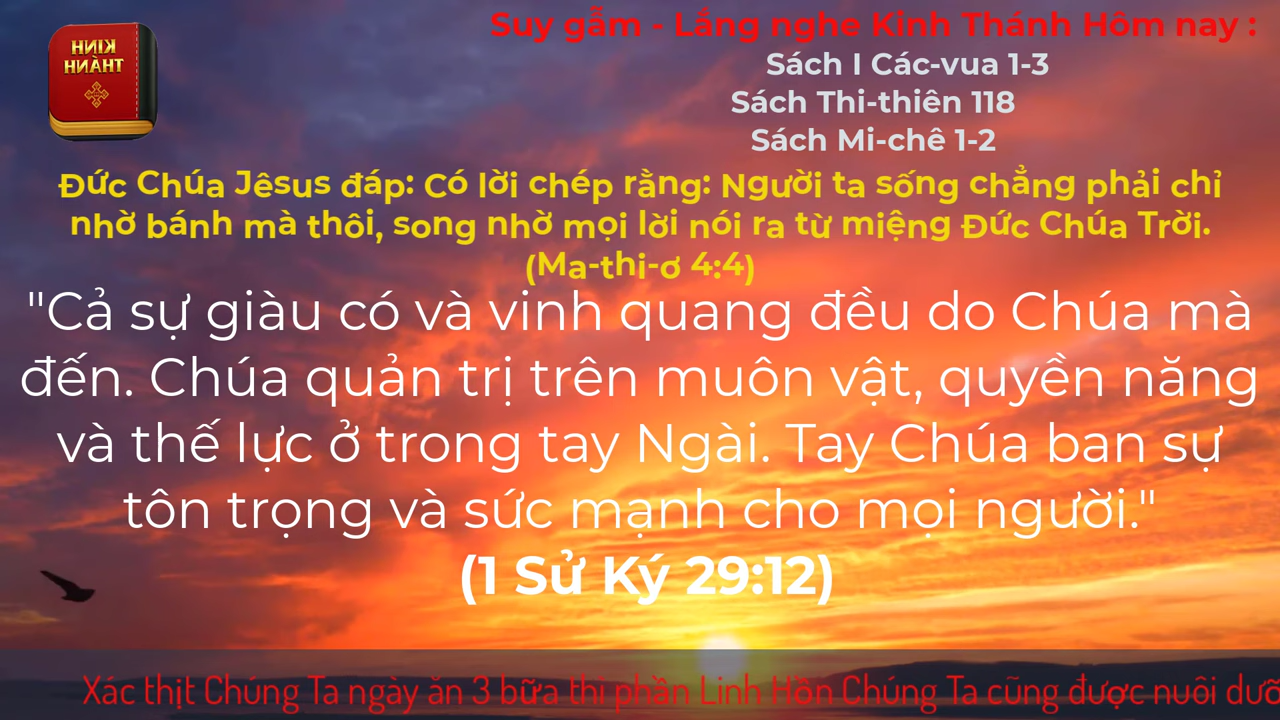 Suy gẫm - Lắng nghe Kinh Thánh Hôm nay :
KINH
THÀNH
Sách I Các-vua 1-3
Sách Thi-thiên 118
Sách Mi-chê 1-2
Đức Chúa Jêsus đáp: Có lời chép rằng: Người ta sống chẳng phải chỉ
nhờ bánh mà thôi, song nhờ mọi lời nói ra từ miệng Đức Chúa Trời.
(Ma-thi-ơ 4:4)
"Cả sự giàu có và vinh quang đều do Chúa mà
đến. Chúa quản trị trên muôn vật, quyền năng
và thế lực ở trong tay Ngài. Tay Chúa ban sự
tôn trọng và sức mạnh cho mọi người."
(1 Sử Ký 29:12)
Xác thịt Chúng Ta ngày ăn 3 bữa thì phần Linh Hồn Chúng Ta cũng được nuôi